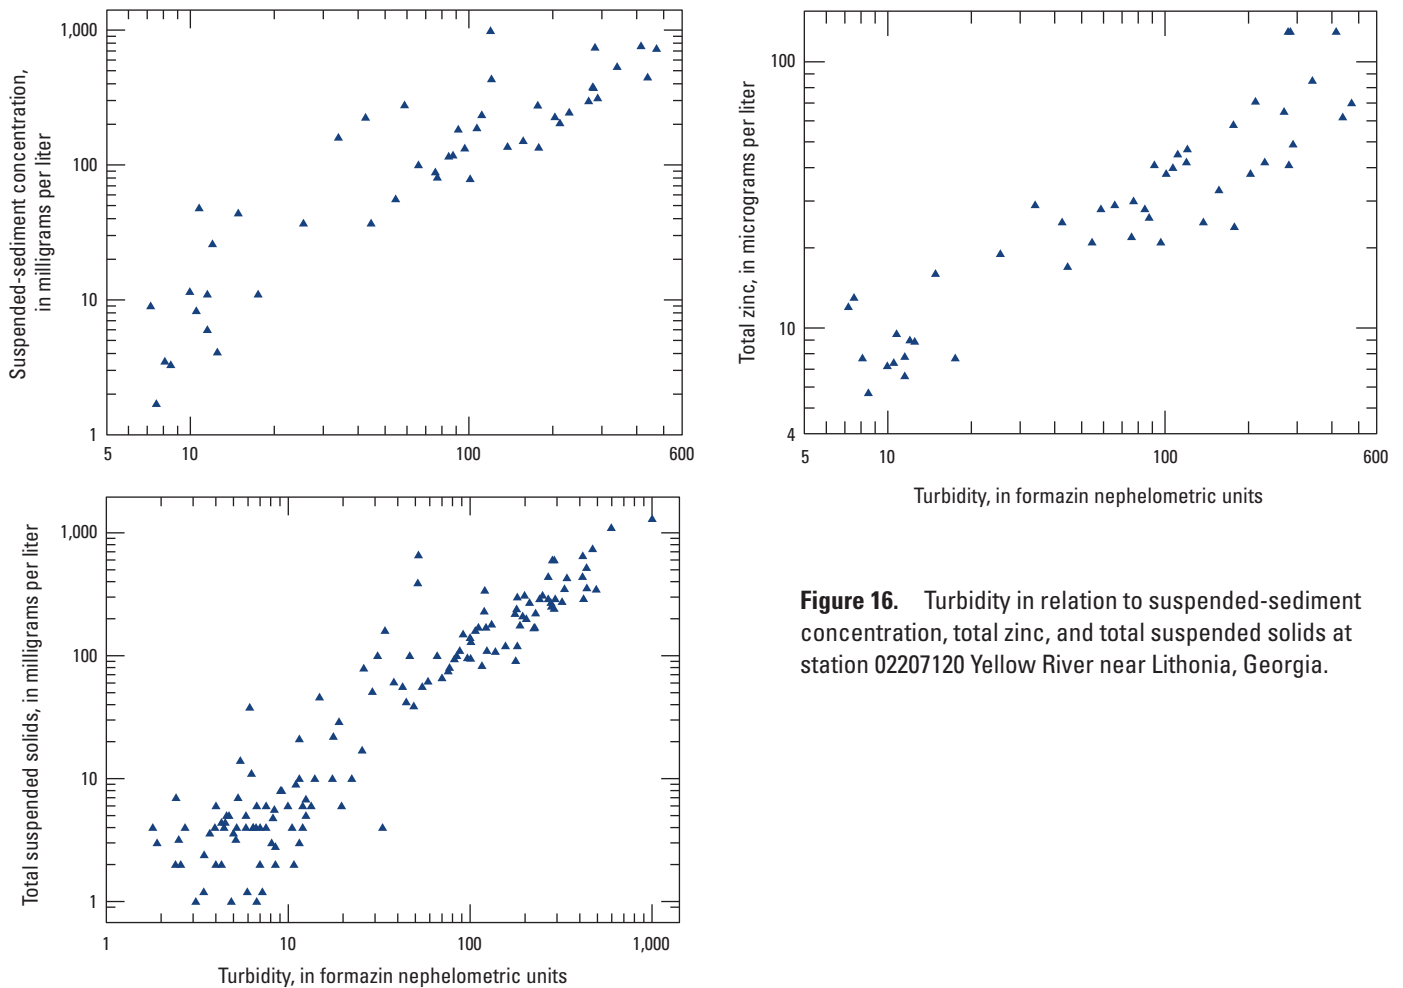 Suspended-sediment concentration,
in milligrams per liter
1,000
100
10
1
5
10
100
600
Total zinc, in micrograms per liter
100
10
4
5
10
100
600
Turbidity, in formazin nephelometric units
Total suspended solids, in milligrams per liter
1,000
100
10
1
1
10
100
1,000
Turbidity, in formazin nephelometric units
Figure 16. Turbidity in relation to suspended-sediment
concentration, total zinc, and total suspended solids at
station 02207120 Yellow River near Lithonia, Georgia.